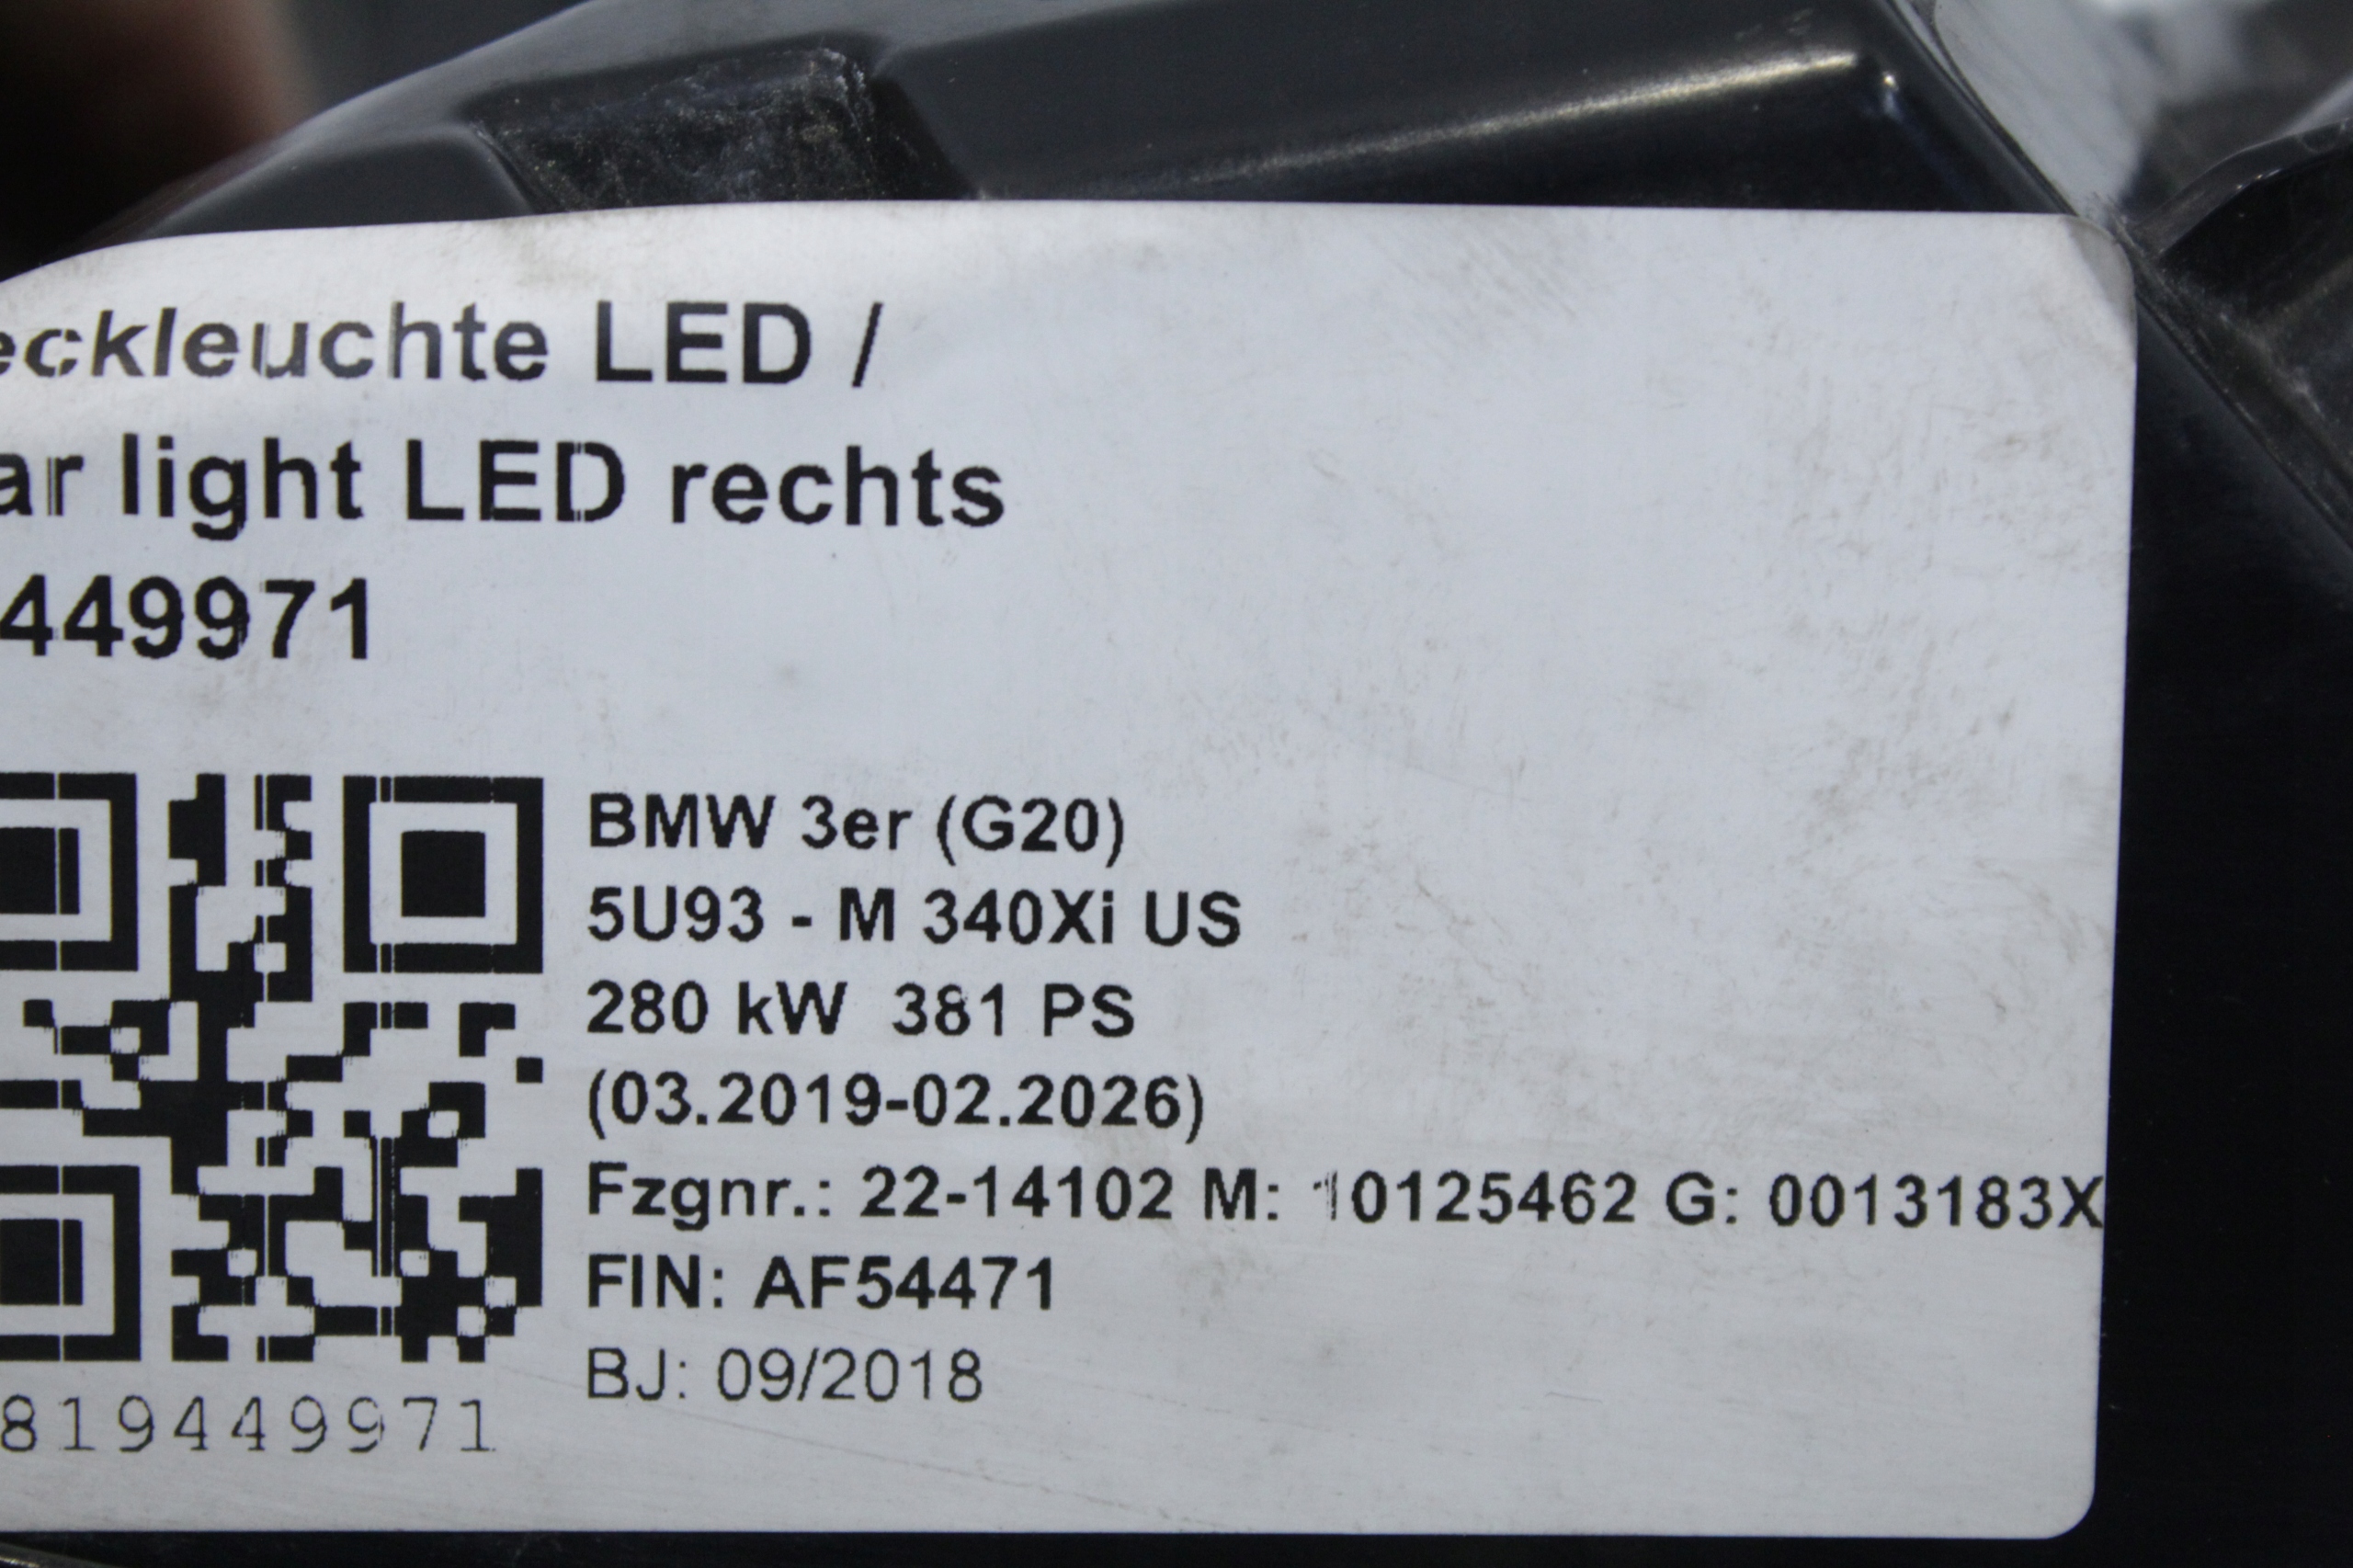 eckleuchte LED /
ar light LED rechts
449971
BMW 3er (G20)
5U93 - M 340Xi US
280 kW 381 PS
(03.2019-02.2026)
Fzgnr.: 22-14102 M: 10125462 G: 0013183X
FIN: AF54471
BJ: 09/2018
819449971